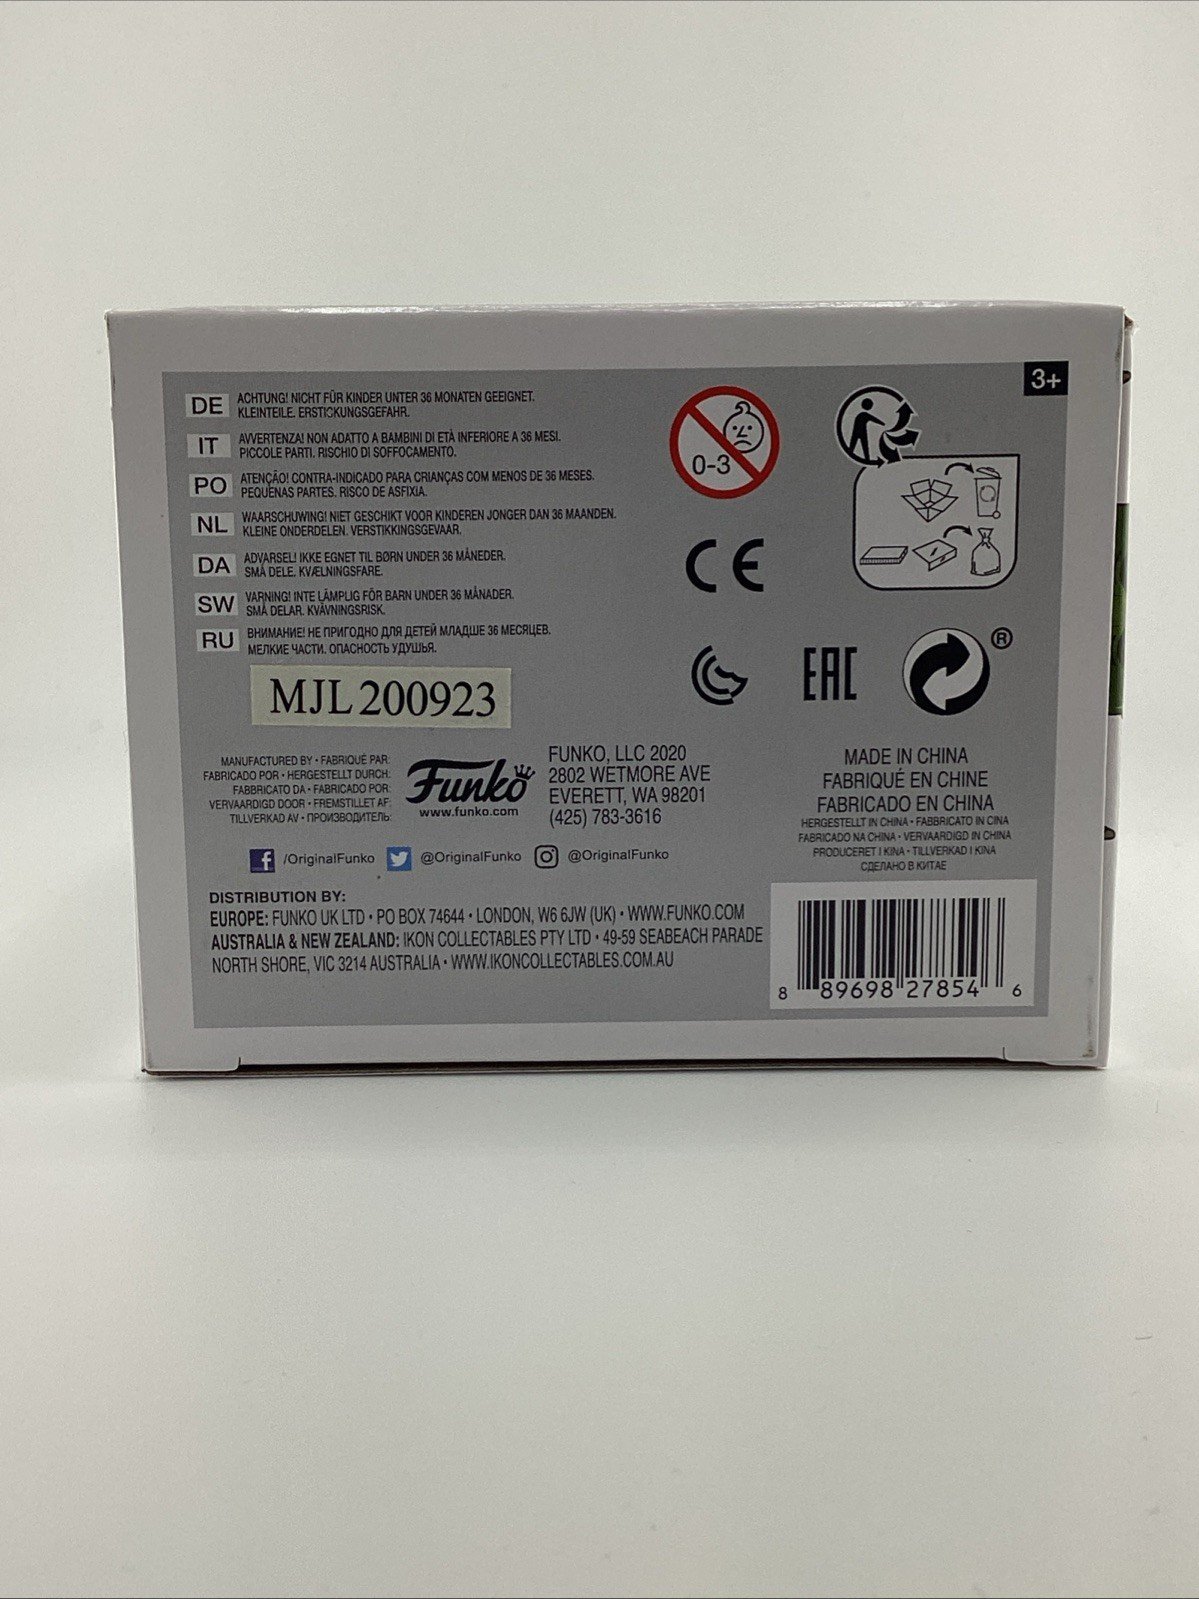 3+
DE ACHTUNG! NICHT FÜR KINDER UNTER 36 MONATEN GEEIGNET.
KLEINTEILE. ERSTICKUNGSGEFAHR.
IT AVVERTENZA! NON ADATTO A BAMBINI DI ETÀ INFERIORE A 36 MESI.
PICCOLE PARTI. RISCHIO DI SOFFOCAMENTO.
PO ATENÇÃO! CONTRA-INDICADO PARA CRIANÇAS COM MENOS DE 36 MESES.
PEQUENAS PARTES. RISCO DE ASFIXIA.
NL WAARSCHUWING! NIET GESCHIKT VOOR KINDEREN JONGER DAN 36 MAANDEN.
KLEINE ONDERDELEN. VERSTIKKINGSGEVAAR.
DA ADVARSEL! IKKE EGNET TIL BØRN UNDER 36 MÅNEDER.
SMÅ DELE. KVÆLNINGSFARE.
SW VARNING! INTE LÄMPLIG FÖR BARN UNDER 36 MÅNADER.
SMÅ DELAR. KVÄVNINGSRISK.
RU ВНИМАНИЕ! НЕ ПРИГОДНО ДЛЯ ДЕТЕЙ МЛАДШЕ 36 МЕСЯЦЕВ.
МЕЛКИЕ ЧАСТИ. ОПАСНОСТЬ УДУШЬЯ.
0-3
CE
EAC
®
MJL 200923
MANUFACTURED BY • FABRIQUÉ PAR:
FABRICADO POR • HERGESTELLT DURCH:
FABBRICATO DA • FABRICADO POR:
VERVAARDIGD DOOR • FREMSTILLET AF:
TILLVERKAD AV • ПРОИЗВОДИТЕЛЬ:
Funko
www.funko.com
FUNKO, LLC 2020
2802 WETMORE AVE
EVERETT, WA 98201
(425) 783-3616
MADE IN CHINA
FABRIQUÉ EN CHINE
FABRICADO EN CHINA
HERGESTELLT IN CHINA • FABBRICATO IN CINA
FABRICADO NA CHINA • VERVAARDIGD IN CHINA
PRODUCERET I KINA • TILLVERKAD I KINA
СДЕЛАНО В КИТАЕ
f /OriginalFunko @OriginalFunko @OriginalFunko
DISTRIBUTION BY:
EUROPE: FUNKO UK LTD • PO BOX 74644 • LONDON, W6 6JW (UK) • WWW.FUNKO.COM
AUSTRALIA & NEW ZEALAND: IKON COLLECTABLES PTY LTD • 49-59 SEABEACH PARADE
NORTH SHORE, VIC 3214 AUSTRALIA • WWW.IKONCOLLECTABLES.COM.AU
8 89698 27854 6